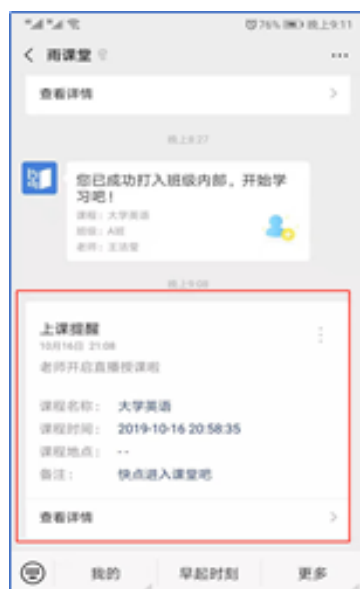 76% 晚上9:11
雨课堂
查看详情
晚上8:27
您已成功打入班级内部，开始学
习吧！
课程：大学英语
班级：A班
晚上9:08
上课提醒
10月16日 21:08
老师开启直播授课啦
课程名称： 大学英语
课程时间： 2019-10-16 20:58:35
课程地点： --
备注： 快点进入课堂吧
查看详情
我的 早起时刻 更多